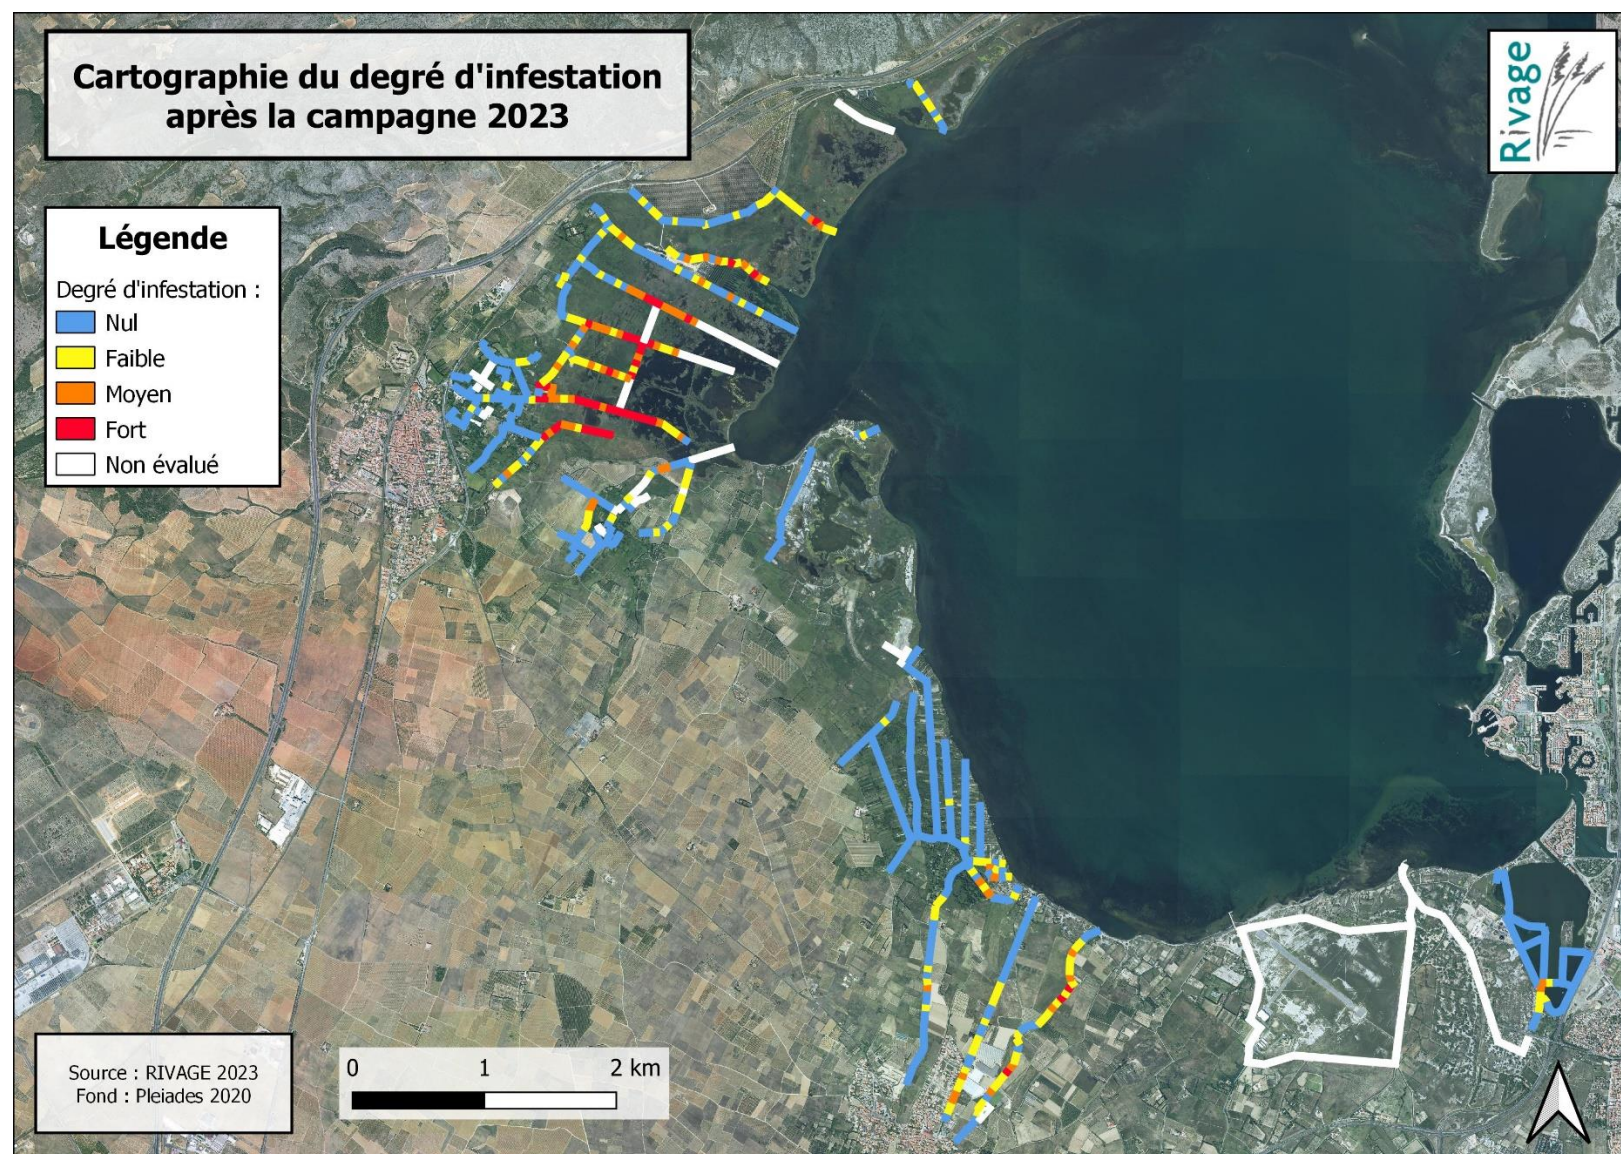 Cartographie du degré d'infestation
après la campagne 2023
Rivage
Légende
Degré d'infestation :
Nul
Faible
Moyen
Fort
Non évalué
Source : RIVAGE 2023
Fond : Pleiades 2020
0 1 2 km